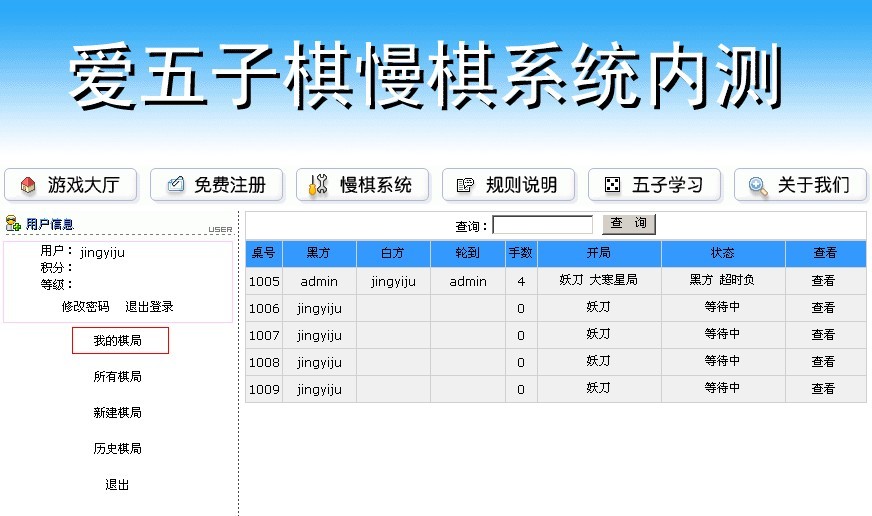 爱五子棋慢棋系统内测
游戏大厅 免费注册 慢棋系统 规则说明 五子学习 关于我们
用户信息 USER
用户： jingyiju
积分：
等级：
修改密码 退出登录
我的棋局
所有棋局
新建棋局
历史棋局
退出
查询： 查 询
桌号 黑方 白方 轮到 手数 开局 状态 查看
1005 admin jingyiju admin 4 妖刀 大寒星局 黑方 超时负 查看
1006 jingyiju 0 妖刀 等待中 查看
1007 jingyiju 0 妖刀 等待中 查看
1008 jingyiju 0 妖刀 等待中 查看
1009 jingyiju 0 妖刀 等待中 查看